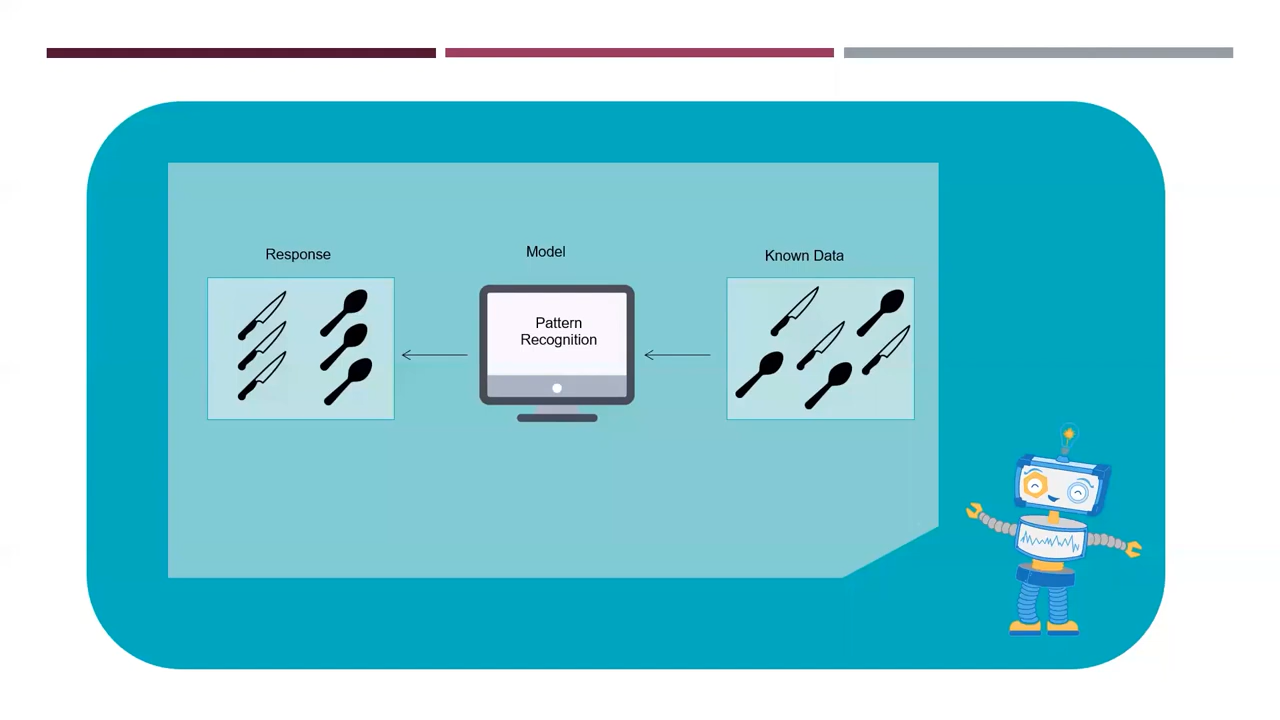 Response
Model
Known Data
Pattern
Recognition